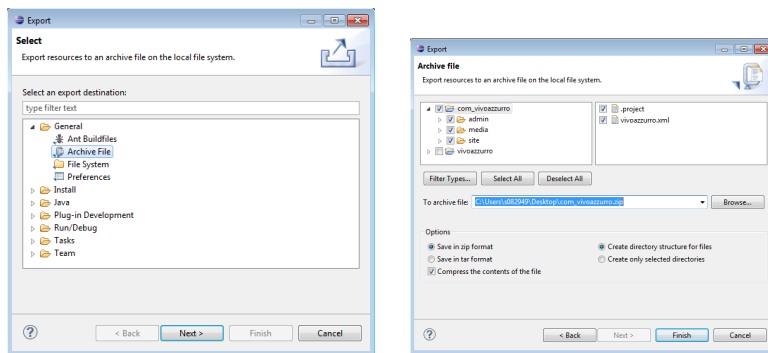 Export
Select
Export resources to an archive file on the local file system.
Select an export destination:
type filter text
General
Ant Buildfiles
Archive File
File System
Preferences
Install
Java
Plug-in Development
Run/Debug
Tasks
Team
< Back Next > Finish Cancel
Export
Archive file
Export resources to an archive file on the local file system.
com_vivoazzurro
admin
media
site
vivoazzurro
.project
vivoazzurro.xml
Filter Types... Select All Deselect All
To archive file: C:\Users\s082949\Desktop\com_vivoazzurro.zip Browse...
Options
Save in zip format Create directory structure for files
Save in tar format Create only selected directories
Compress the contents of the file
< Back Next > Finish Cancel